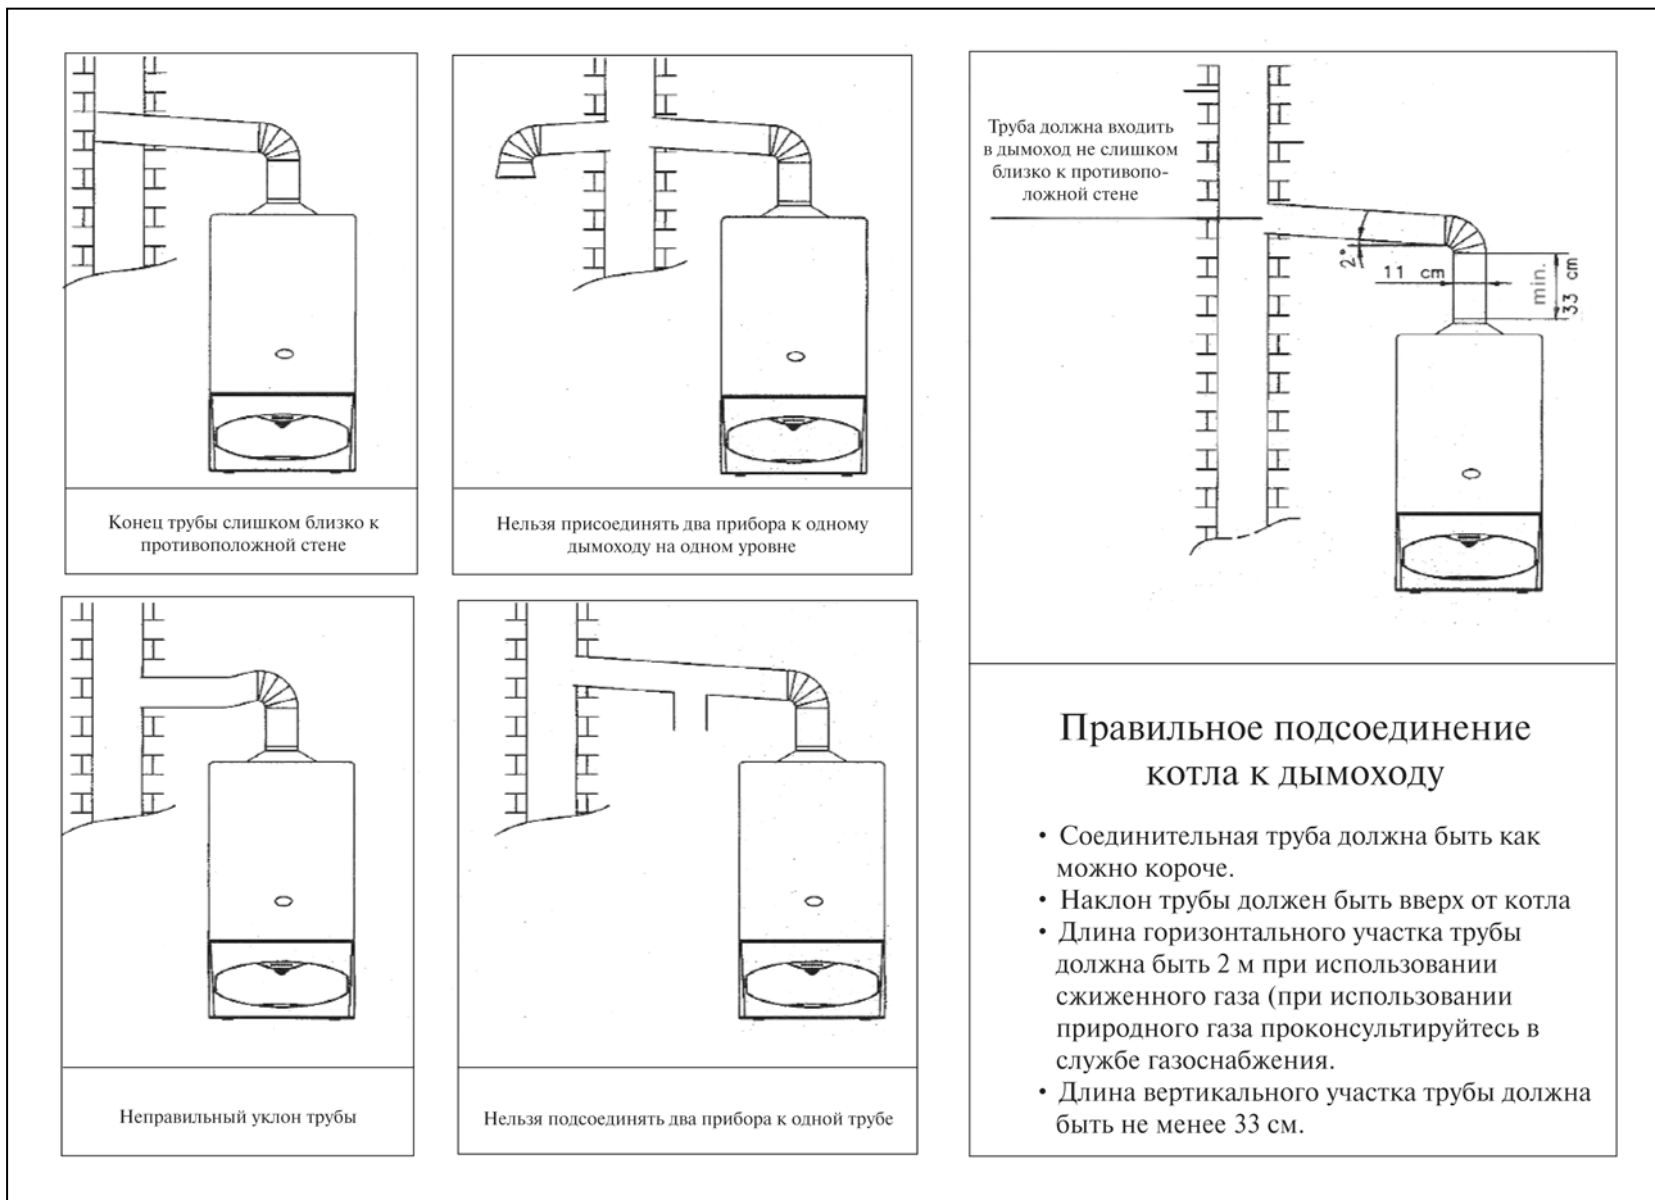 Конец трубы слишком близко к
противоположной стене
Нельзя присоединять два прибора к одному
дымоходу на одном уровне
Неправильный уклон трубы
Нельзя подсоединять два прибора к одной трубе
Труба должна входить
в дымоход не слишком
близко к противопо-
ложной стене
2°
11 cm
min.
33 cm
Правильное подсоединение
котла к дымоходу
• Соединительная труба должна быть как
можно короче.
• Наклон трубы должен быть вверх от котла
• Длина горизонтального участка трубы
должна быть 2 м при использовании
сжиженного газа (при использовании
природного газа проконсультируйтесь в
службе газоснабжения.
• Длина вертикального участка трубы должна
быть не менее 33 см.